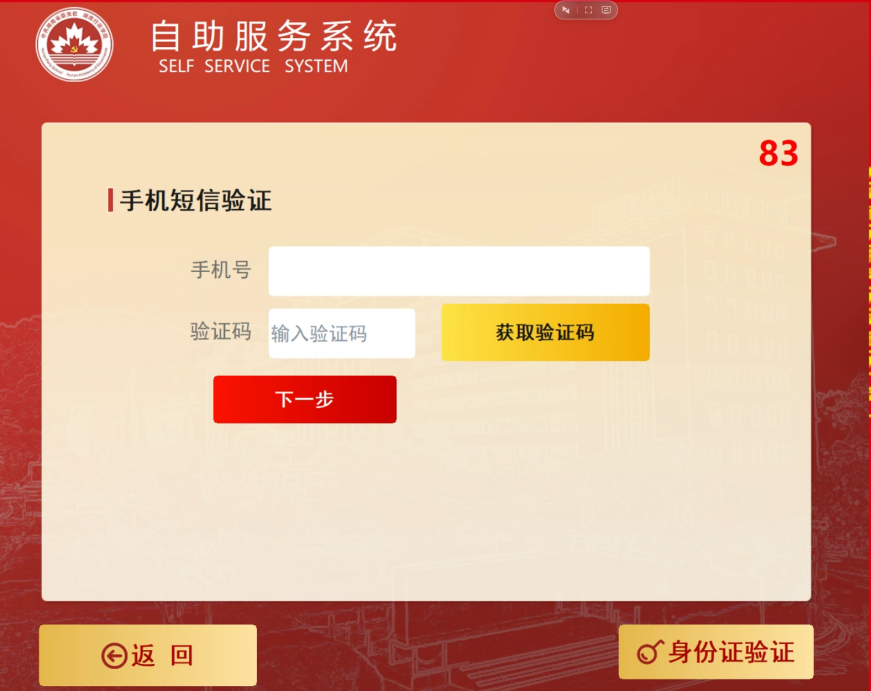 自助服务系统
SELF SERVICE SYSTEM
83
手机短信验证
手机号
验证码 输入验证码 获取验证码
下一步
返 回
身份证验证